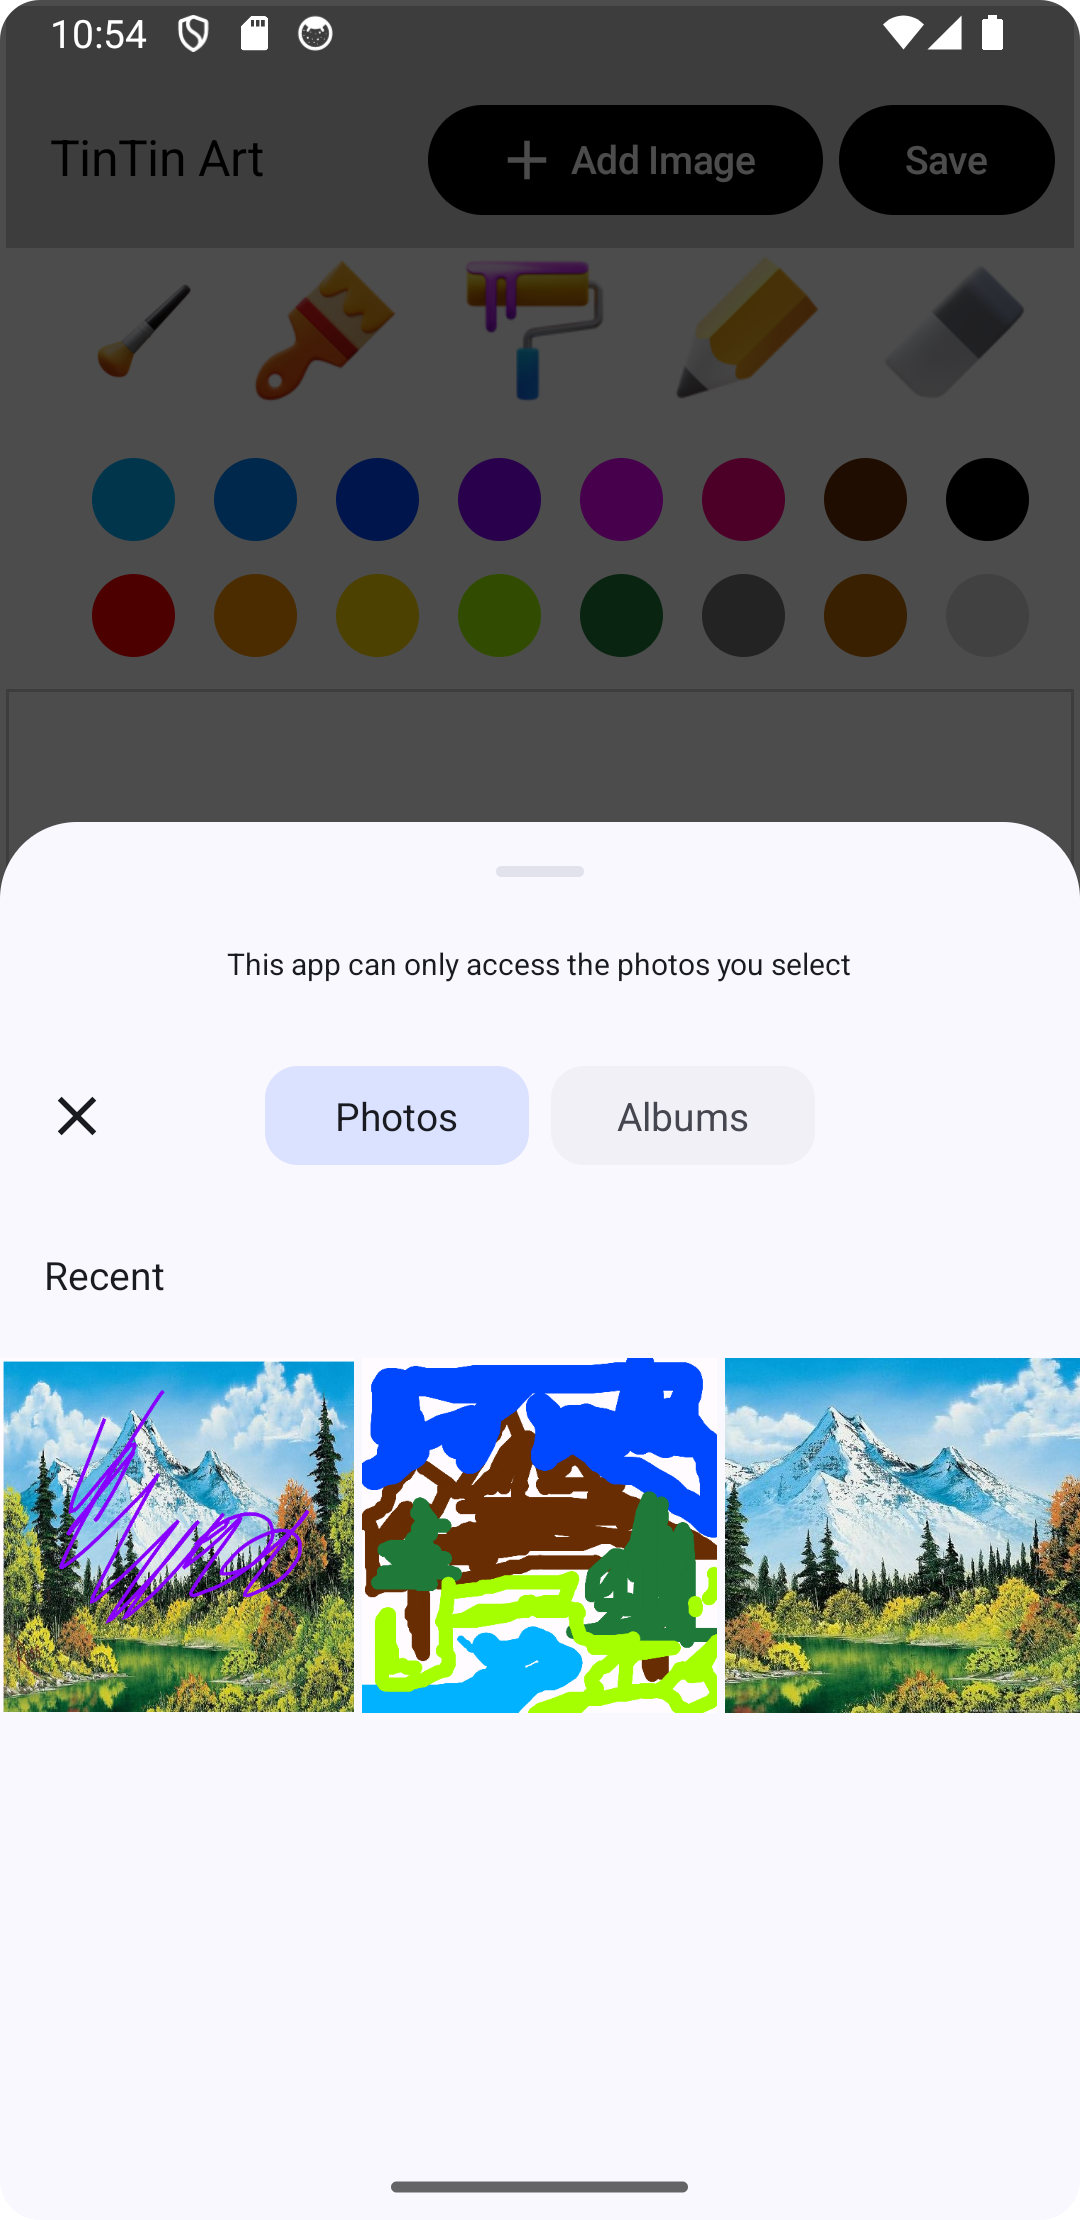 10:54
TinTin Art
Add Image
Save
This app can only access the photos you select
Photos
Albums
Recent